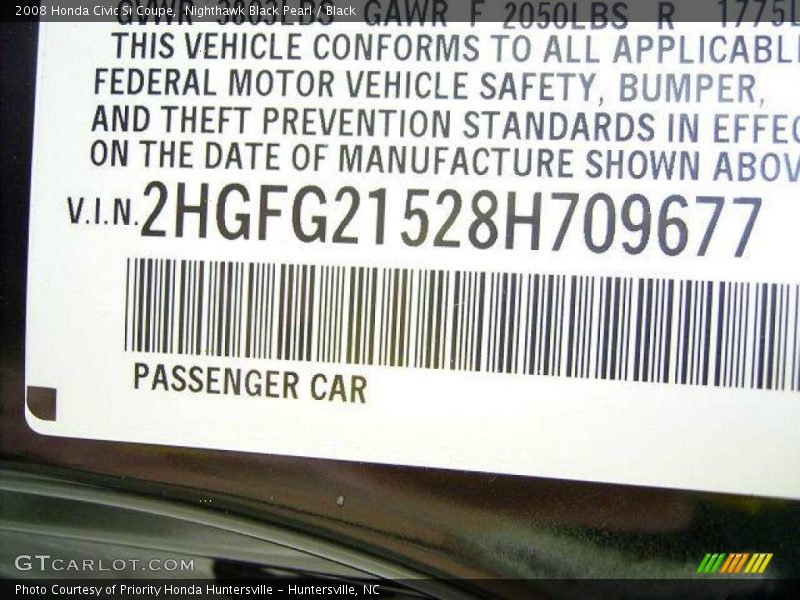 2008 Honda Civic Si Coupe, Nighthawk Black Pearl / Black
GAWR F 2050LBS R 1775L
THIS VEHICLE CONFORMS TO ALL APPLICABL
FEDERAL MOTOR VEHICLE SAFETY, BUMPER,
AND THEFT PREVENTION STANDARDS IN EFFEC
ON THE DATE OF MANUFACTURE SHOWN ABOV
V.I.N. 2HGFG21528H709677
PASSENGER CAR
GTCARLOT.COM
Photo Courtesy of Priority Honda Huntersville - Huntersville, NC